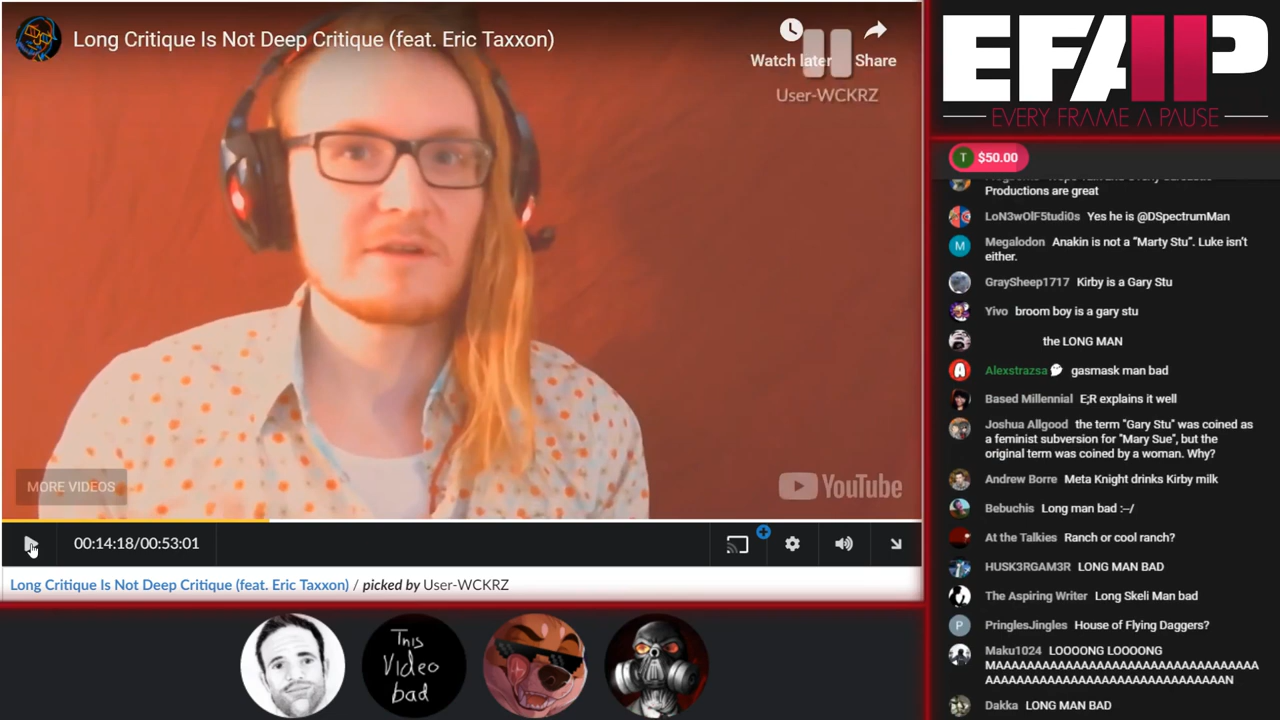 Long Critique Is Not Deep Critique (feat. Eric Taxxon)
Watch later
Share
User-WCKRZ
MORE VIDEOS
YouTube
00:14:18/00:53:01
Long Critique Is Not Deep Critique (feat. Eric Taxxon) / picked by User-WCKRZ
This
Video
bad
EFAP
EVERY FRAME A PAUSE
T $50.00
Productions are great
LoN3wOlF5tudi0s Yes he is @DSpectrumMan
M Megalodon Anakin is not a “Marty Stu”. Luke isn’t
either.
GraySheep1717 Kirby is a Gary Stu
Yivo broom boy is a gary stu
the LONG MAN
Alexstrazsa gasmask man bad
Based Millennial E;R explains it well
Joshua Allgood the term "Gary Stu" was coined as
a feminist subversion for "Mary Sue", but the
original term was coined by a woman. Why?
Andrew Borre Meta Knight drinks Kirby milk
Bebuchis Long man bad :–/
At the Talkies Ranch or cool ranch?
HUSK3RGAM3R LONG MAN BAD
The Aspiring Writer Long Skeli Man bad
P PringlesJingles House of Flying Daggers?
Maku1024 LOOOONG LOOOONG
MAAAAAAAAAAAAAAAAAAAAAAAAAAAAAAAAA
AAAAAAAAAAAAAAAAAAAAAAAAAAAAAAN
Dakka LONG MAN BAD